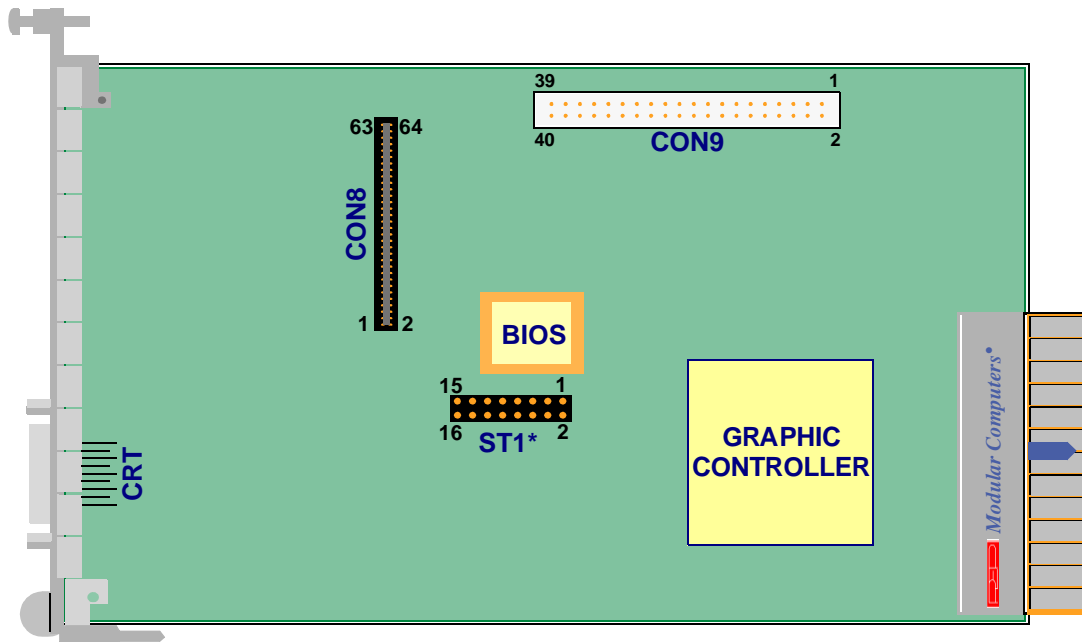 39 1
40 2
CON9
63 64
CON8
1 2
BIOS
15 1
16 2
ST1*
GRAPHIC
CONTROLLER
CRT
Modular Computers